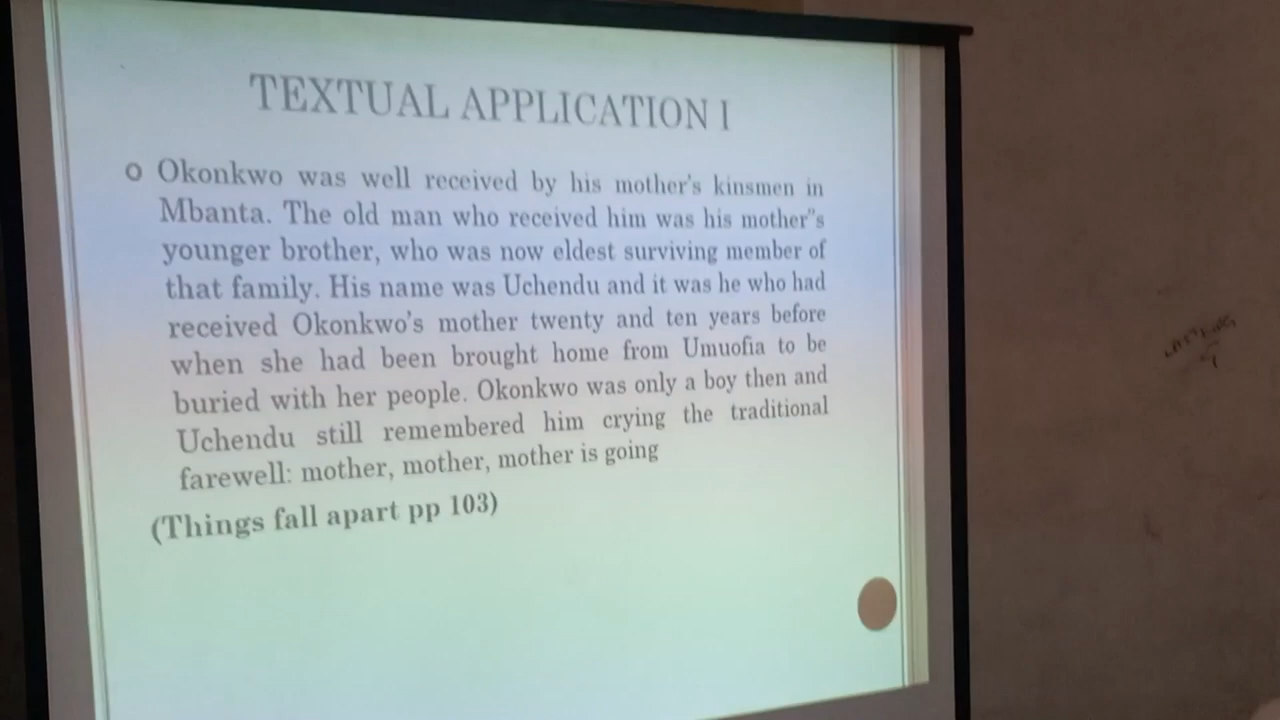 TEXTUAL APPLICATION I
Okonkwo was well received by his mother's kinsmen in
Mbanta. The old man who received him was his mother"s
younger brother, who was now eldest surviving member of
that family. His name was Uchendu and it was he who had
received Okonkwo's mother twenty and ten years before
when she had been brought home from Umuofia to be
buried with her people. Okonkwo was only a boy then and
Uchendu still remembered him crying the traditional
farewell: mother, mother, mother is going
(Things fall apart pp 103)